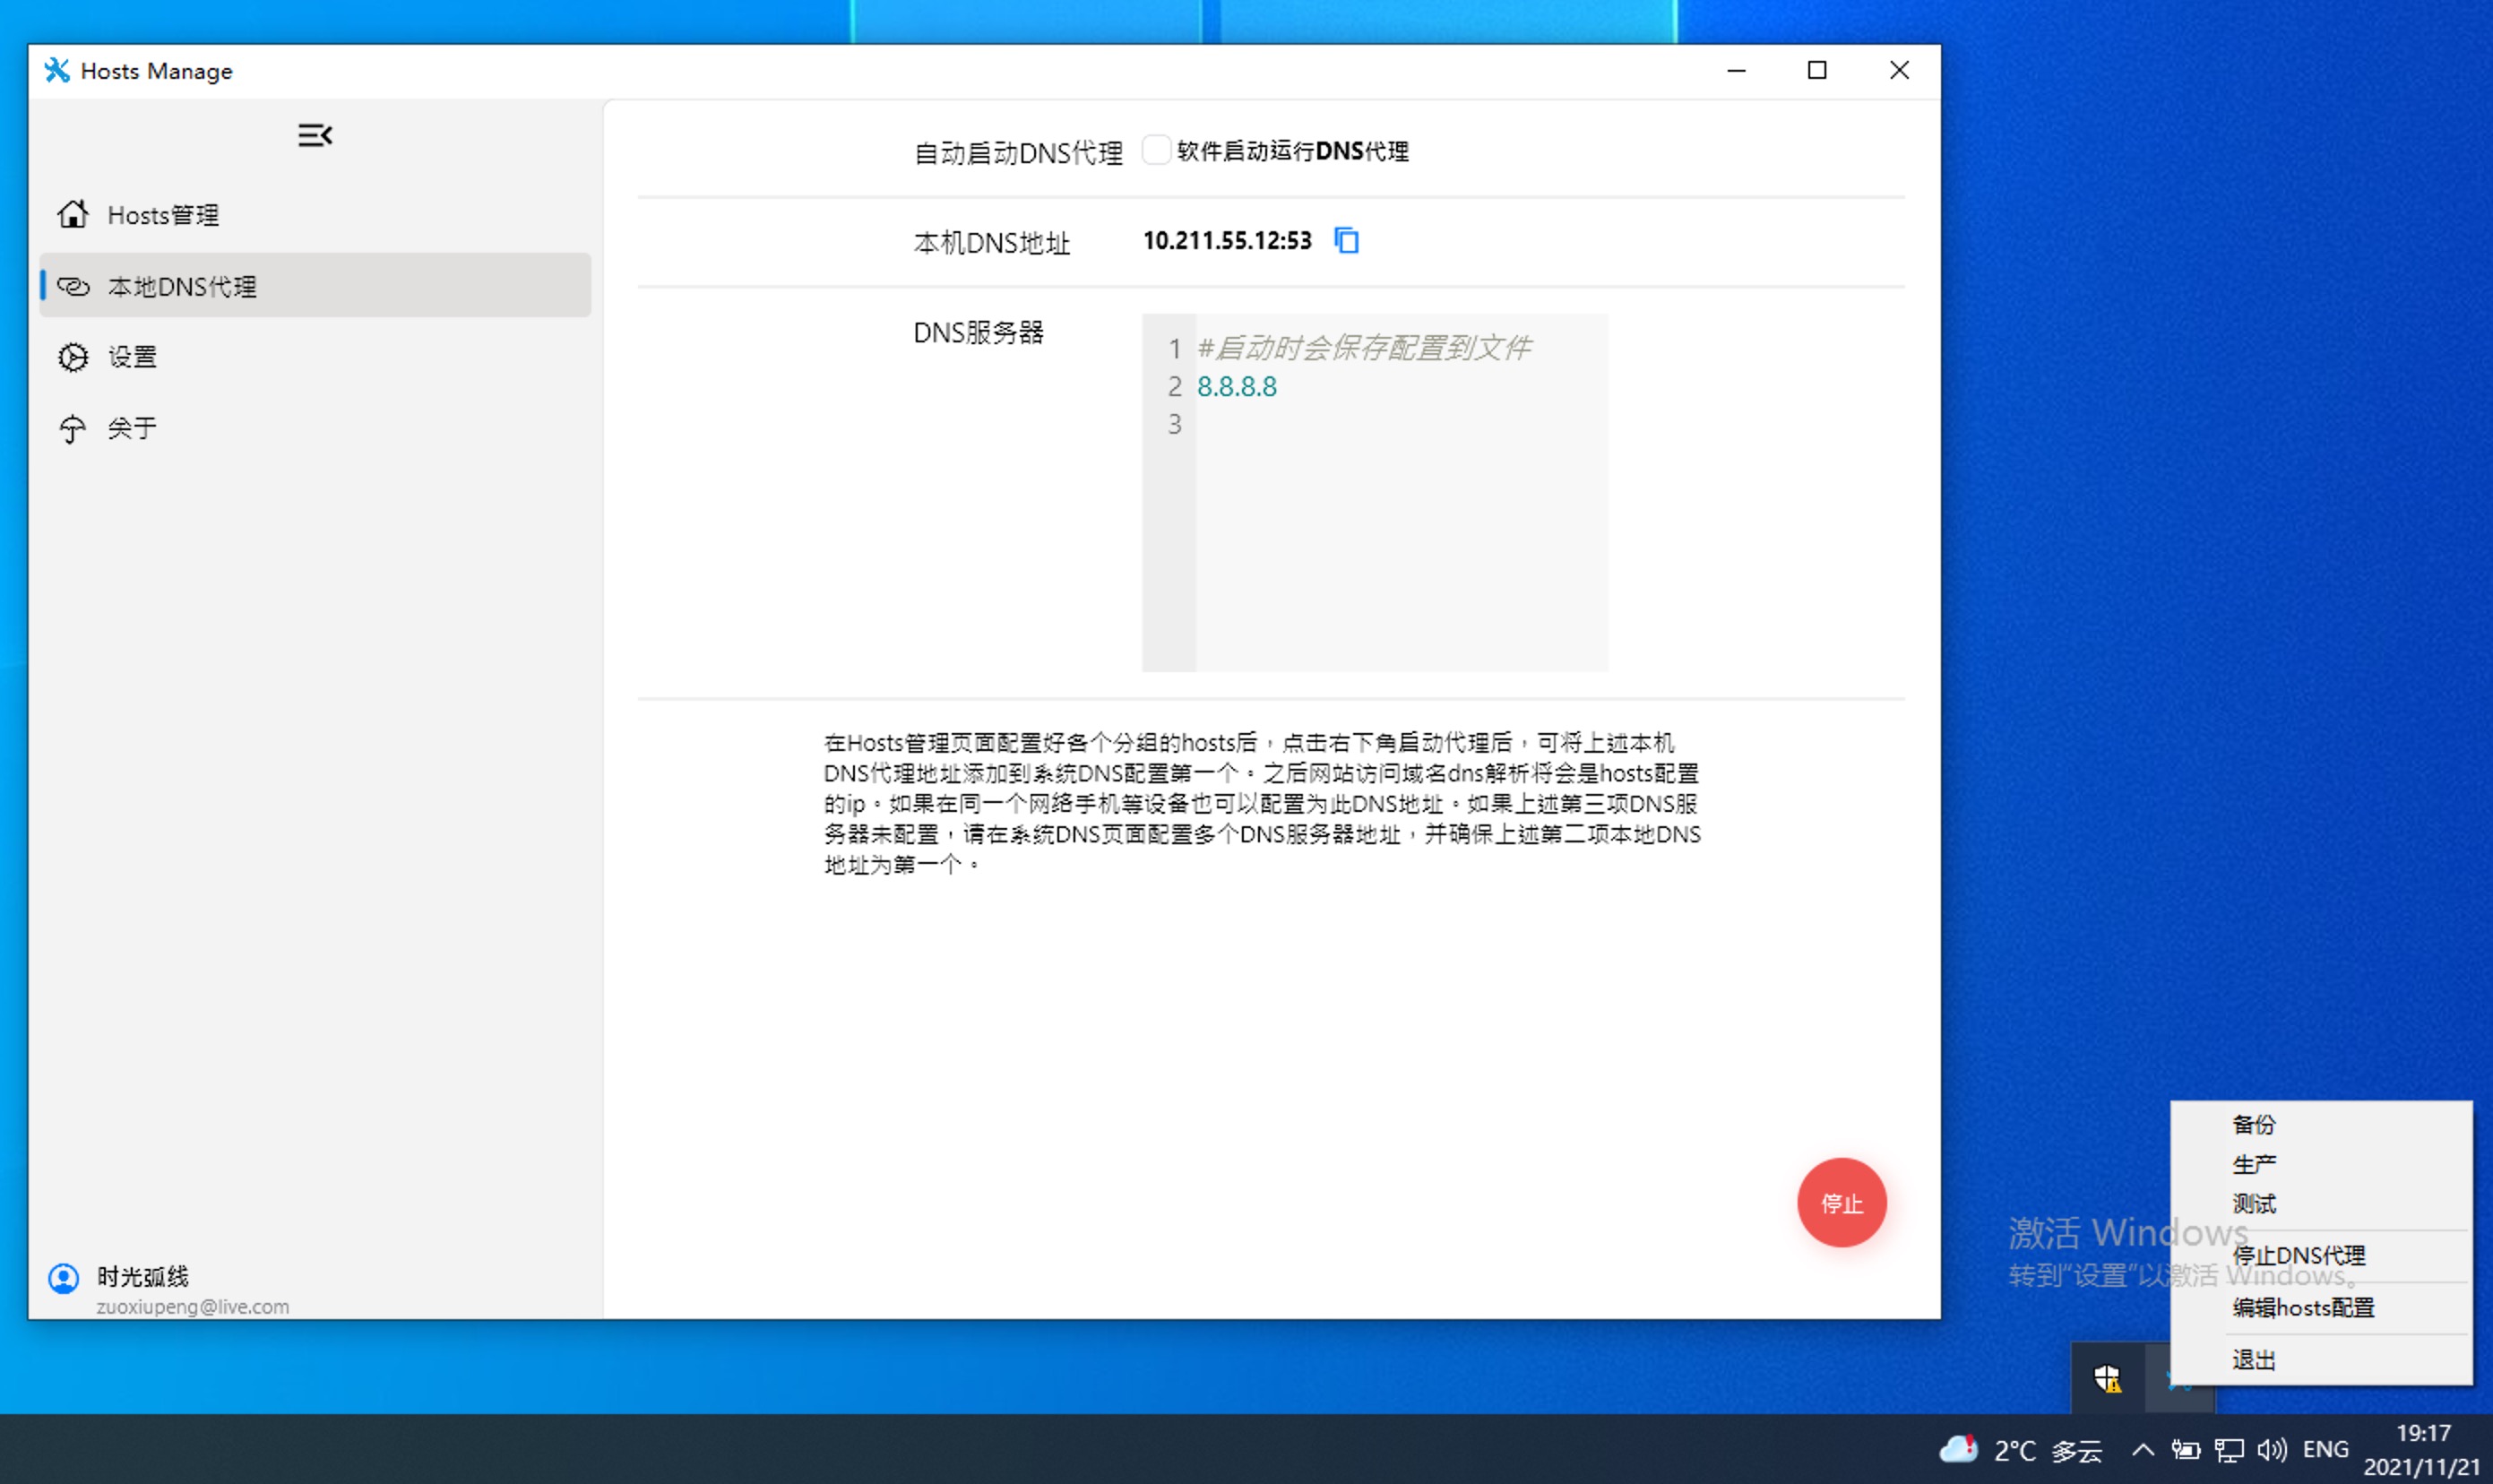 Hosts Manage
Hosts管理
本地DNS代理
设置
关于
时光弧线
zuoxiupeng@live.com
自动启动DNS代理 软件启动运行DNS代理
本机DNS地址 10.211.55.12:53
DNS服务器
1 #启动时会保存配置到文件
2 8.8.8.8
3
在Hosts管理页面配置好各个分组的hosts后，点击右下角启动代理后，可将上述本机
DNS代理地址添加到系统DNS配置第一个。之后网站访问域名dns解析将会是hosts配置
的ip。如果在同一个网络手机等设备也可以配置为此DNS地址。如果上述第三项DNS服
务器未配置，请在系统DNS页面配置多个DNS服务器地址，并确保上述第二项本地DNS
地址为第一个。
停止
备份
生产
测试
停止DNS代理
编辑hosts配置
退出
激活 Windows
转到“设置”以激活 Windows。
2°C 多云
ENG
19:17
2021/11/21